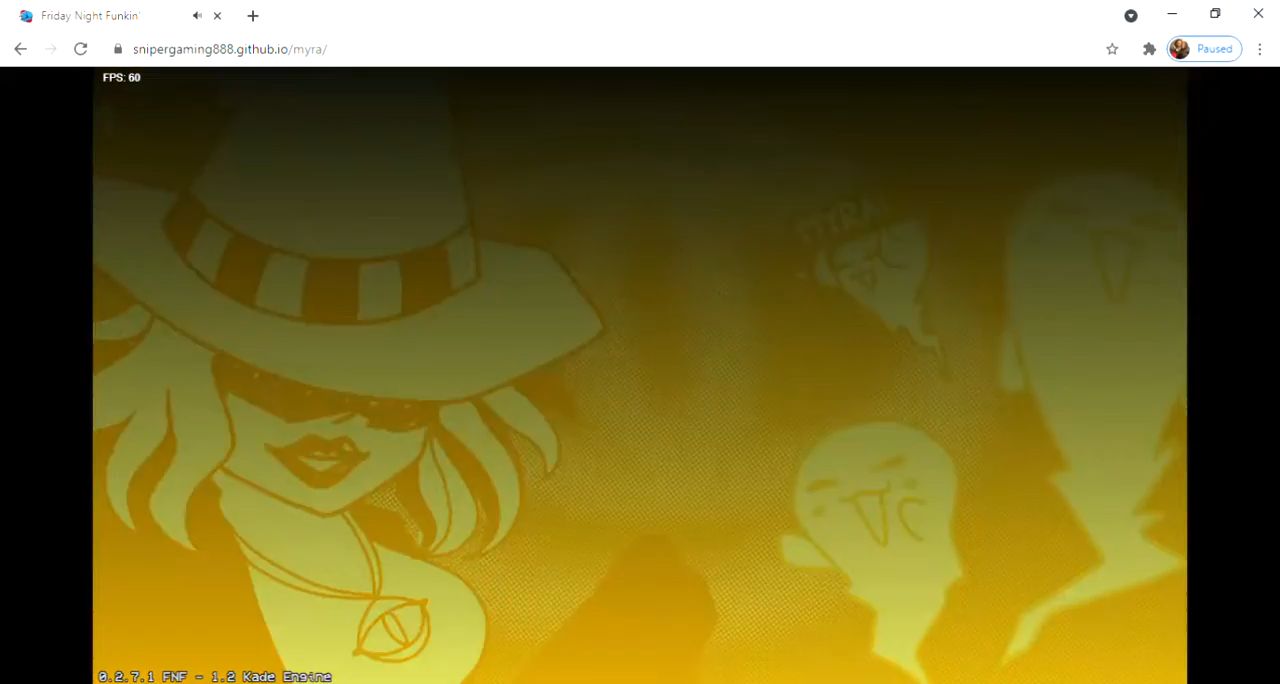 Friday Night Funkin'
snipergaming888.github.io/myra/
Paused
FPS: 60
MYRA
0.2.7.1 FNF - 1.2 Kade Engine